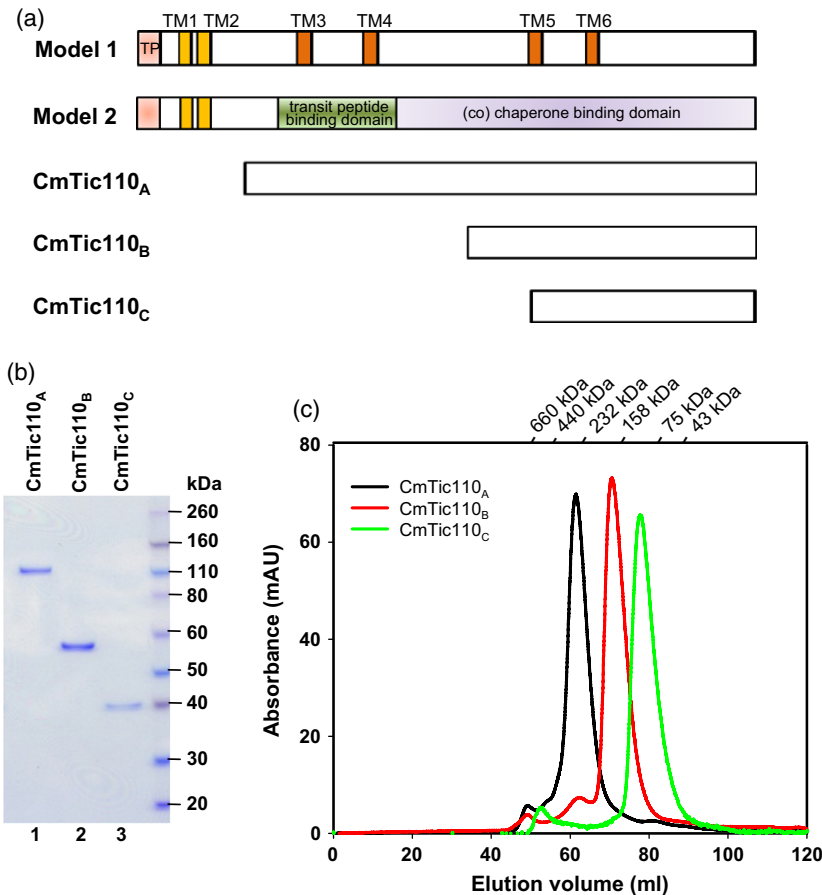 (a)
TM1 TM2 TM3 TM4 TM5 TM6
Model 1 TP
Model 2 transit peptide binding domain (co) chaperone binding domain
CmTic110A
CmTic110B
CmTic110C
(b)
CmTic110A CmTic110B CmTic110C
kDa
260
160
110
80
60
50
40
30
20
1 2 3
(c)
660 kDa 440 kDa 232 kDa 158 kDa 75 kDa 43 kDa
CmTic110A
CmTic110B
CmTic110C
Absorbance (mAU)
80
60
40
20
0
0 20 40 60 80 100 120
Elution volume (ml)